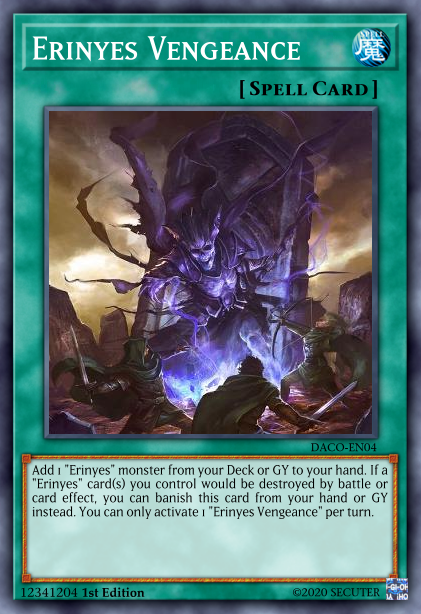 Erinyes Vengeance
魔
[Spell Card]
DACO-EN04
Add 1 "Erinyes" monster from your Deck or GY to your hand. If a
"Erinyes" card(s) you control would be destroyed by battle or
card effect, you can banish this card from your hand or GY
instead. You can only activate 1 "Erinyes Vengeance" per turn.
12341204 1st Edition
©2020 SECUTER